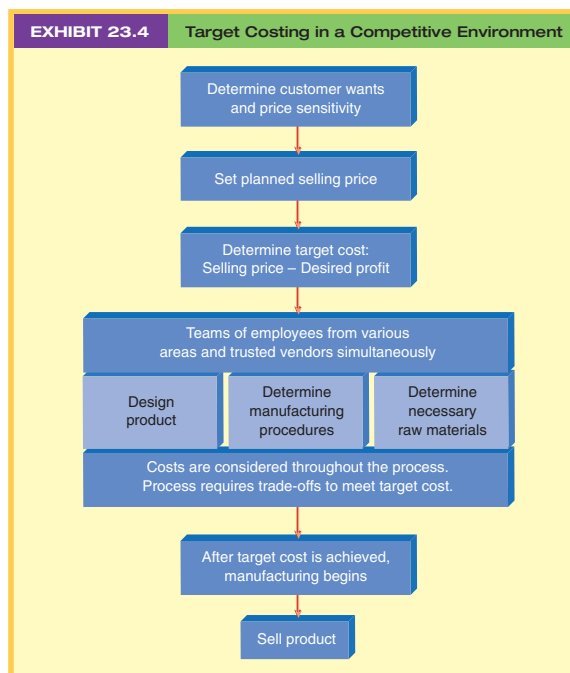 EXHIBIT 23.4 Target Costing in a Competitive Environment
Determine customer wants
and price sensitivity
Set planned selling price
Determine target cost:
Selling price – Desired profit
Teams of employees from various
areas and trusted vendors simultaneously
Design
product
Determine
manufacturing
procedures
Determine
necessary
raw materials
Costs are considered throughout the process.
Process requires trade-offs to meet target cost.
After target cost is achieved,
manufacturing begins
Sell product